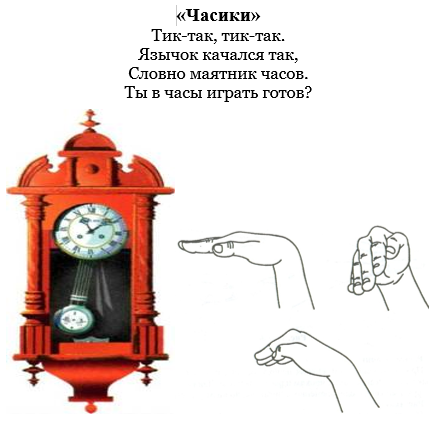 «Часики»
Тик-так, тик-так.
Язычок качался так,
Словно маятник часов.
Ты в часы играть готов?